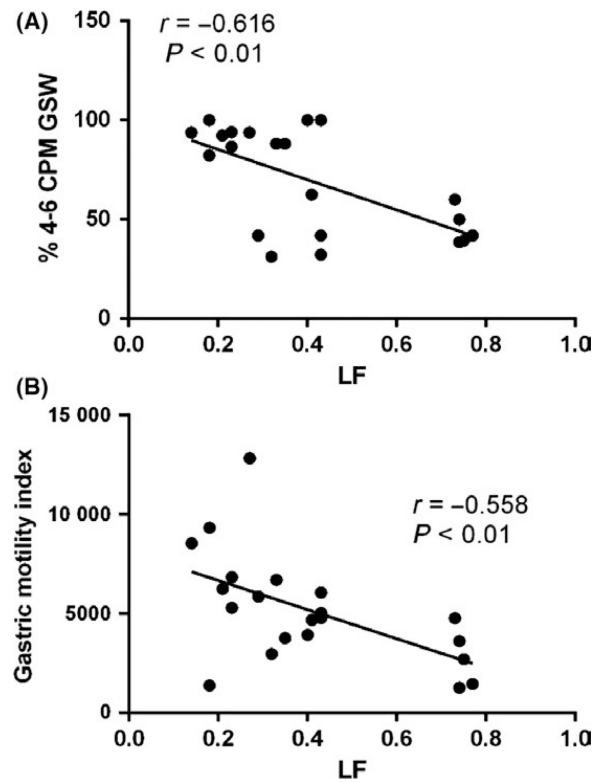 (A)
r = –0.616
P < 0.01
% 4-6 CPM GSW
150
100
50
0
0.0 0.2 0.4 0.6 0.8 1.0
LF
(B)
r = –0.558
P < 0.01
Gastric motility index
15 000
10 000
5000
0
0.0 0.2 0.4 0.6 0.8 1.0
LF